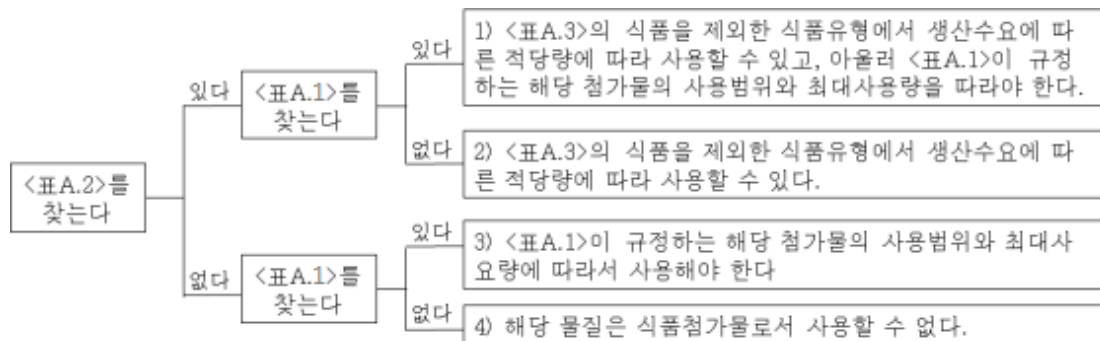 <표A.2>를
찾는다
있다
<표A.1>를
찾는다
있다
1) <표A.3>의 식품을 제외한 식품유형에서 생산수요에 따
른 적당량에 따라 사용할 수 있고, 아울러 <표A.1>이 규정
하는 해당 첨가물의 사용범위와 최대사용량을 따라야 한다.
없다
2) <표A.3>의 식품을 제외한 식품유형에서 생산수요에 따
른 적당량에 따라 사용할 수 있다.
없다
<표A.1>를
찾는다
있다
3) <표A.1>이 규정하는 해당 첨가물의 사용범위와 최대사
요량에 따라서 사용해야 한다
없다
4) 해당 물질은 식품첨가물로서 사용할 수 없다.